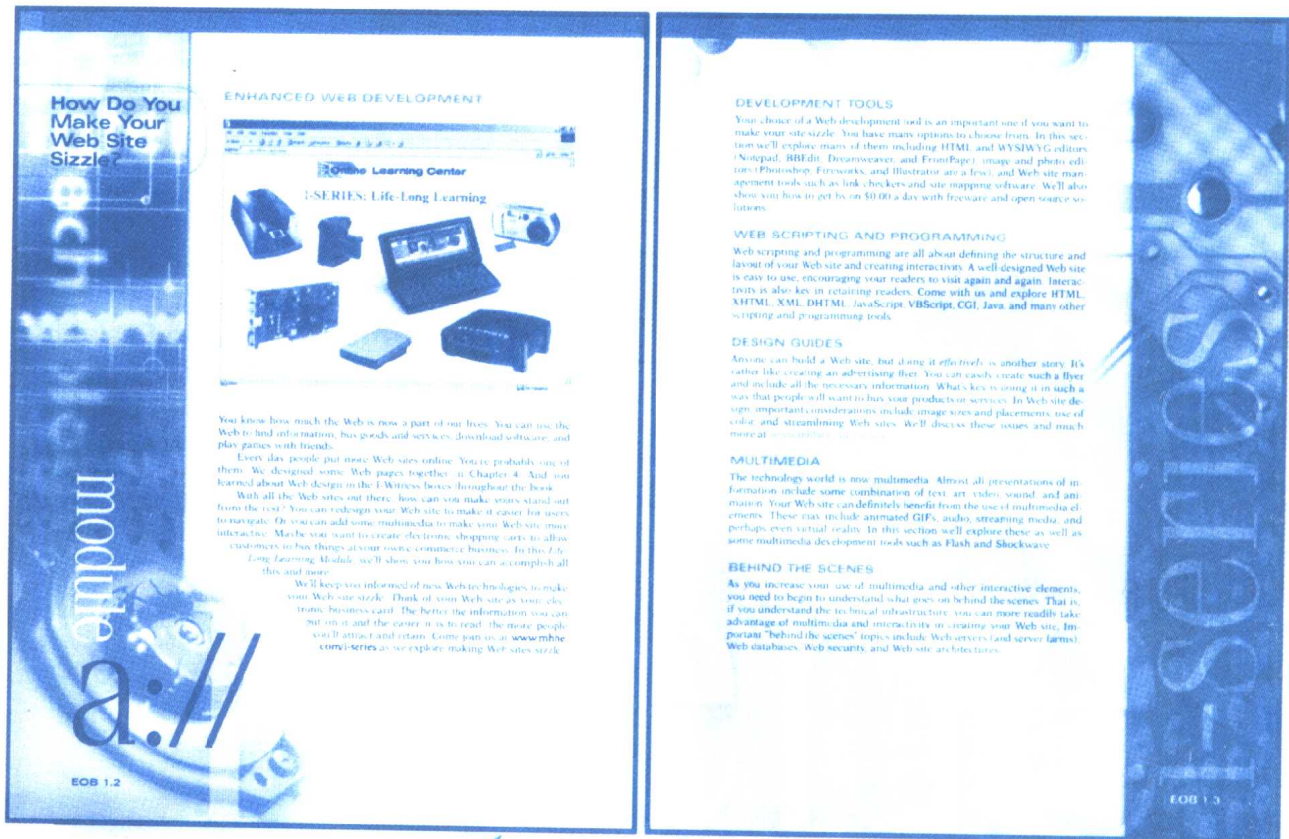 How Do You
Make Your
Web Site
Sizzle?
module
a://
EOB 1.2
ENHANCED WEB DEVELOPMENT
Online Learning Center
I-SERIES: Life-Long Learning
You know how much the Web is now a part of our lives. You can use the
Web to find information, buy goods and services, download software, and
play games with friends.
Every day people put more Web sites online. You're probably one of
them. We designed some Web pages together in Chapter 4. And you
learned about Web design in the I-Witness boxes throughout the book.
With all the Web sites out there, how can you make yours stand out
from the rest? You can redesign your Web site to make it easier for users
to navigate. Or you can add some multimedia to make your Web site more
interactive. Maybe you want to create electronic shopping carts to allow
customers to buy things at your own e-commerce business. In this Life-
Long Learning Module, we'll show you how you can accomplish all
this and more.
We'll keep you informed of new Web technologies to make
your Web site sizzle. Think of your Web site as your elec-
tronic business card. The better the information you can
put on it and the easier it is to read, the more people
you'll attract and retain. Come join us at www.mhhe.
com/i-series as we explore making Web sites sizzle.
DEVELOPMENT TOOLS
Your choice of a Web development tool is an important one if you want to
make your site sizzle. You have many options to choose from. In this sec-
tion we'll explore many of them including HTML and WYSIWYG editors
(Notepad, BBEdit, Dreamweaver, and FrontPage), image and photo edi-
tors (Photoshop, Fireworks, and Illustrator are a few), and Web site man-
agement tools such as link checkers and site mapping software. We'll also
show you how to get by on $0.00 a day with freeware and open source so-
lutions.
WEB SCRIPTING AND PROGRAMMING
Web scripting and programming are all about defining the structure and
layout of your Web site and creating interactivity. A well-designed Web site
is easy to use, encouraging your readers to visit again and again. Interac-
tivity is also key in retaining readers. Come with us and explore HTML,
XHTML, XML, DHTML, JavaScript, VBScript, CGI, Java, and many other
scripting and programming tools.
DESIGN GUIDES
Anyone can build a Web site, but doing it effectively is another story. It's
rather like creating an advertising flyer. You can easily create such a flyer
and include all the necessary information. What's key is doing it in such a
way that people will want to buy your products or services. In Web site de-
sign, important considerations include image sizes and placements, use of
color, and streamlining Web sites. We'll discuss these issues and much
more at
MULTIMEDIA
The technology world is now multimedia. Almost all presentations of in-
formation include some combination of text, art, video, sound, and ani-
mation. Your Web site can definitely benefit from the use of multimedia el-
ements. These may include animated GIFs, audio, streaming media, and
perhaps even virtual reality. In this section we'll explore these as well as
some multimedia development tools such as Flash and Shockwave.
BEHIND THE SCENES
As you increase your use of multimedia and other interactive elements,
you need to begin to understand what goes on behind the scenes. That is,
if you understand the technical infrastructure you can more readily take
advantage of multimedia and interactivity in creating your Web site. Im-
portant "behind the scenes" topics include Web servers (and server farms),
Web databases, Web security, and Web site architectures.
I-SERIES
EOB 1.3